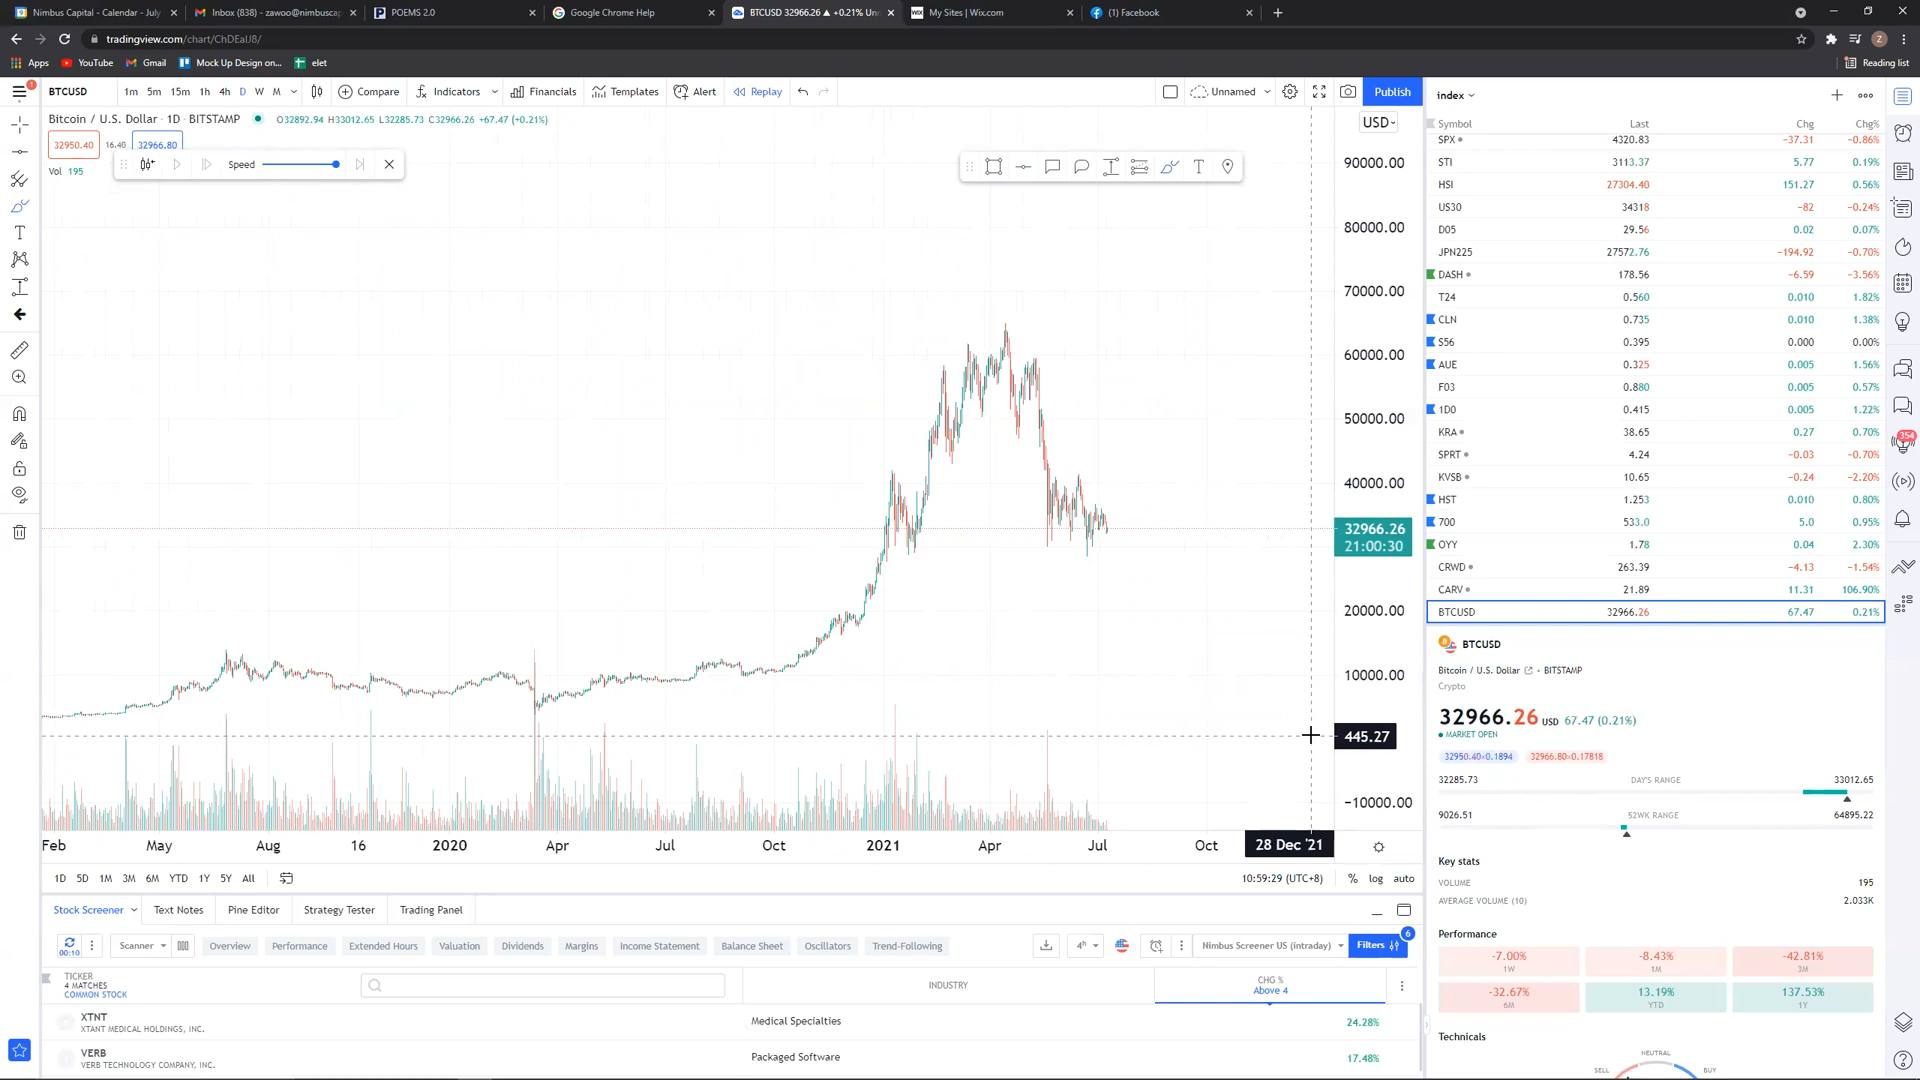 Nimbus Capital - Calendar - July
Inbox (838) - zawoo@nimbuscap
POEMS 2.0
Google Chrome Help
BTCUSD 32966.26 ▲ +0.21% Unn
My Sites | Wix.com
(1) Facebook
tradingview.com/chart/ChDEalJ8/
Z
Apps
YouTube
Gmail
Mock Up Design on...
elet
Reading list
1
BTCUSD
1m 5m 15m 1h 4h D W M
Compare
Indicators
Financials
Templates
Alert
Replay
Unnamed
Publish
Bitcoin / U.S. Dollar · 1D · BITSTAMP
O32892.94 H33012.65 L32285.73 C32966.26 +67.47 (+0.21%)
32950.40 16.40 32966.80
Vol 195
Speed
USD
90000.00
80000.00
70000.00
60000.00
50000.00
40000.00
32966.26
21:00:30
20000.00
10000.00
445.27
-10000.00
Feb May Aug 16 2020 Apr Jul Oct 2021 Apr Jul Oct 28 Dec '21
1D 5D 1M 3M 6M YTD 1Y 5Y All
10:59:29 (UTC+8) % log auto
Stock Screener
Text Notes
Pine Editor
Strategy Tester
Trading Panel
00:10
Scanner
Overview
Performance
Extended Hours
Valuation
Dividends
Margins
Income Statement
Balance Sheet
Oscillators
Trend-Following
4h
Nimbus Screener US (intraday)
Filters
6
TICKER
4 MATCHES
COMMON STOCK
INDUSTRY
CHG %
Above 4
XTNT
XTANT MEDICAL HOLDINGS, INC.
Medical Specialties
24.28%
VERB
VERB TECHNOLOGY COMPANY, INC.
Packaged Software
17.48%
index
Symbol Last Chg Chg%
SPX 4320.83 -37.31 -0.86%
STI 3113.37 5.77 0.19%
HSI 27304.40 151.27 0.56%
US30 34318 -82 -0.24%
D05 29.56 0.02 0.07%
JPN225 27572.76 -194.92 -0.70%
DASH 178.56 -6.59 -3.56%
T24 0.560 0.010 1.82%
CLN 0.735 0.010 1.38%
S56 0.395 0.000 0.00%
AUE 0.325 0.005 1.56%
F03 0.880 0.005 0.57%
1D0 0.415 0.005 1.22%
KRA 38.65 0.27 0.70%
SPRT 4.24 -0.03 -0.70%
KVSB 10.65 -0.24 -2.20%
HST 1.253 0.010 0.80%
700 533.0 5.0 0.95%
OYY 1.78 0.04 2.30%
CRWD 263.39 -4.13 -1.54%
CARV 21.89 11.31 106.90%
BTCUSD 32966.26 67.47 0.21%
354
BTCUSD
Bitcoin / U.S. Dollar · BITSTAMP
Crypto
32966.26 USD 67.47 (0.21%)
MARKET OPEN
32950.40x0.1894 32966.80x0.17818
32285.73 DAY'S RANGE 33012.65
9026.51 52WK RANGE 64895.22
Key stats
VOLUME 195
AVERAGE VOLUME (10) 2.033K
Performance
-7.00% -8.43% -42.81%
1W 1M 3M
-32.67% 13.19% 137.53%
6M YTD 1Y
Technicals
NEUTRAL
SELL BUY